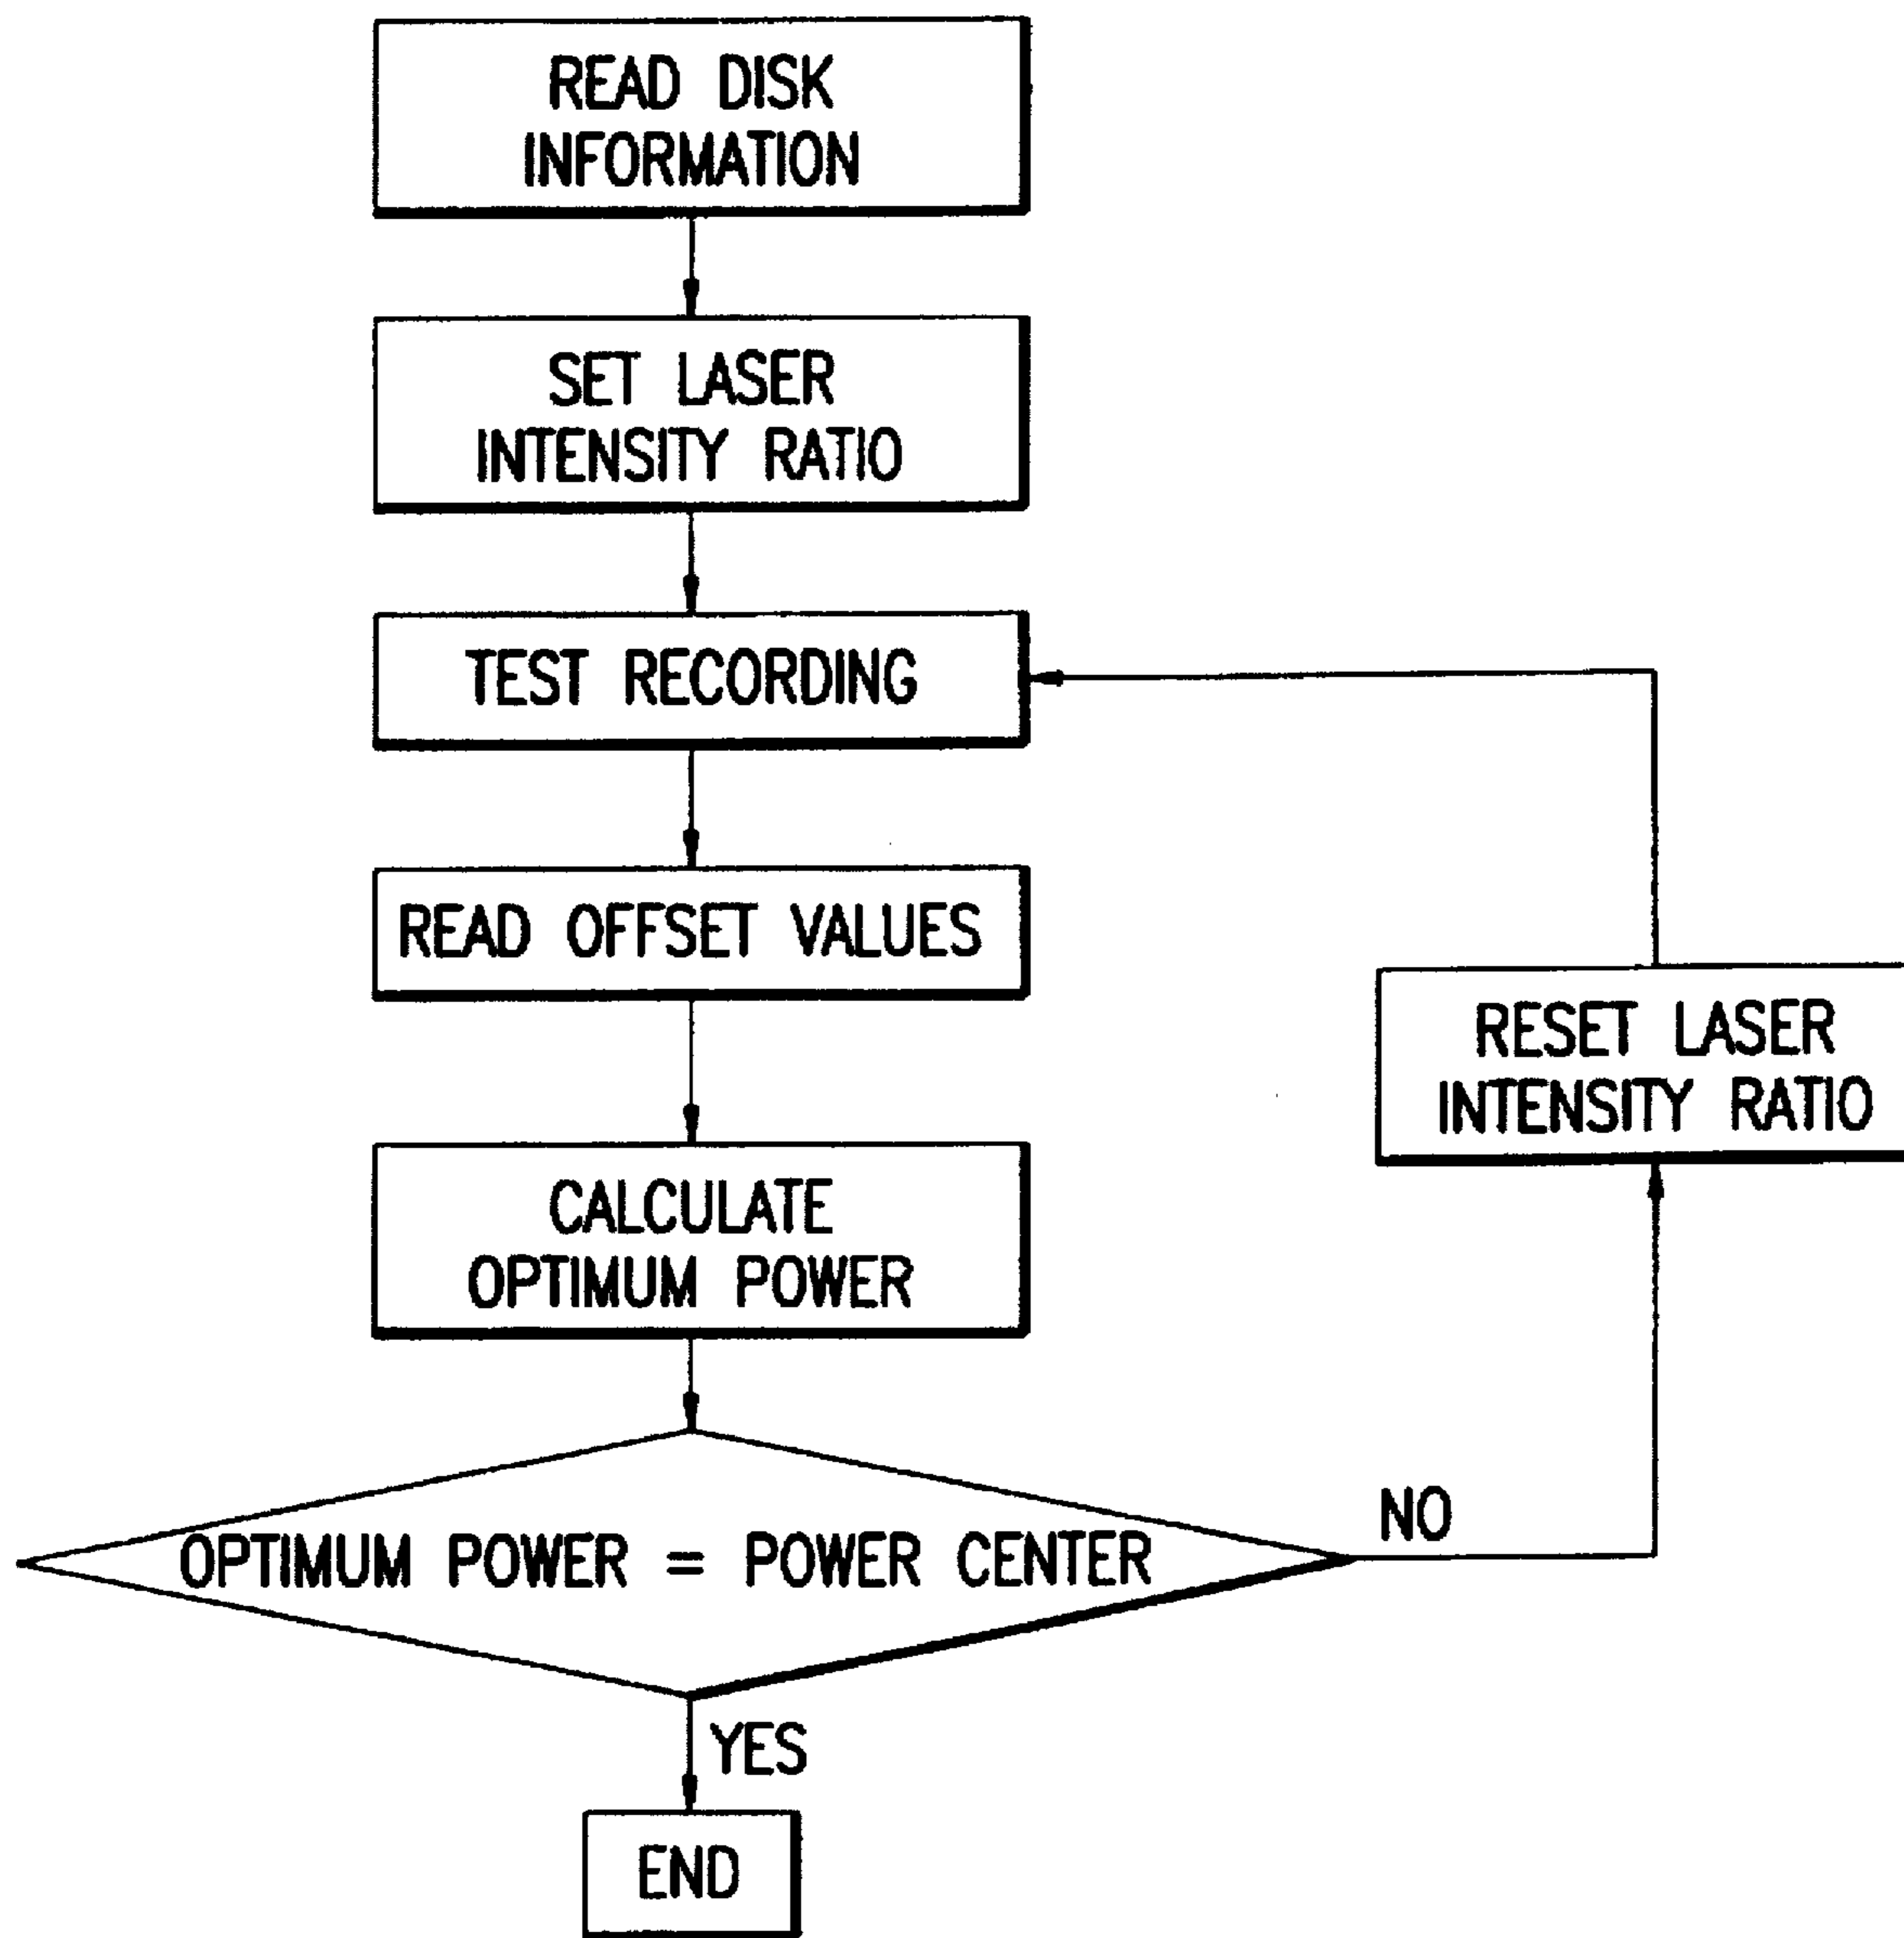 READ DISK
INFORMATION
SET LASER
INTENSITY RATIO
TEST RECORDING
READ OFFSET VALUES
RESET LASER
INTENSITY RATIO
CALCULATE
OPTIMUM POWER
NO
OPTIMUM POWER = POWER CENTER
YES
END